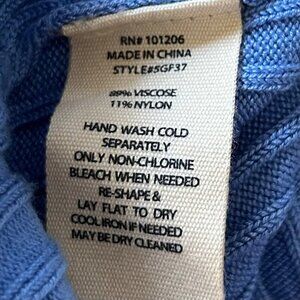 RN# 101206
MADE IN CHINA
STYLE#5GF37
89% VISCOSE
11% NYLON
HAND WASH COLD
SEPARATELY
ONLY NON-CHLORINE
BLEACH WHEN NEEDED
RE-SHAPE &
LAY FLAT TO DRY
COOL IRON IF NEEDED
MAY BE DRY CLEANED